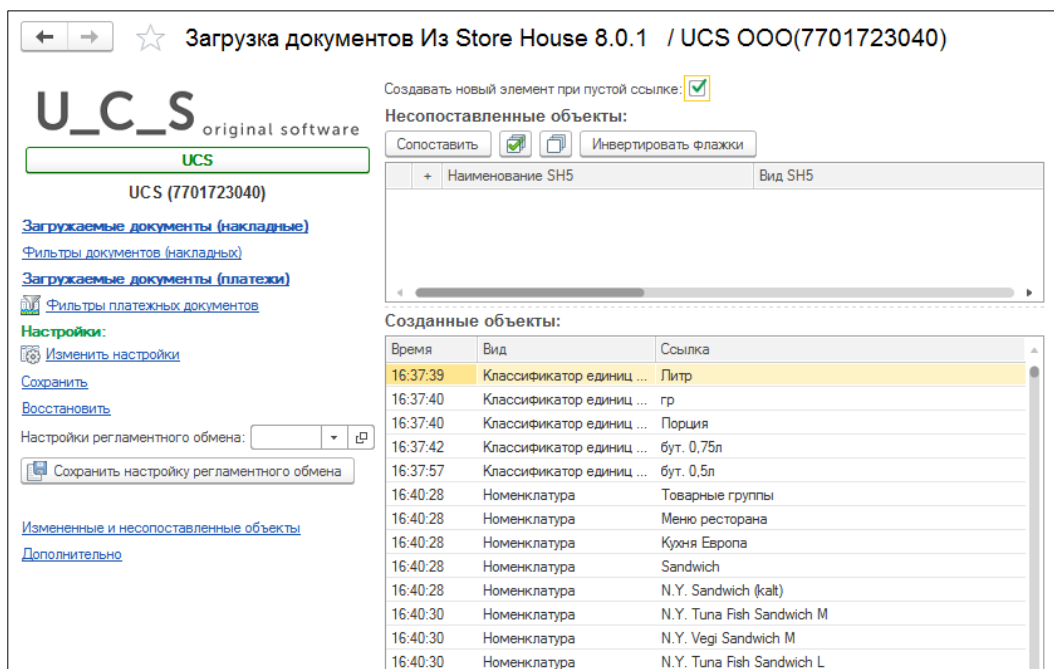 Загрузка документов Из Store House 8.0.1 / UCS ООО(7701723040)
U_C_S original software
UCS
UCS (7701723040)
Загружаемые документы (накладные)
Фильтры документов (накладных)
Загружаемые документы (платежи)
Фильтры платежных документов
Настройки:
Изменить настройки
Сохранить
Восстановить
Настройки регламентного обмена:
Сохранить настройку регламентного обмена
Измененные и несопоставленные объекты
Дополнительно
Создавать новый элемент при пустой ссылке:
Несопоставленные объекты:
Сопоставить Инвертировать флажки
+ Наименование SH5 Вид SH5
Созданные объекты:
Время Вид Ссылка
16:37:39 Классификатор единиц ... Литр
16:37:40 Классификатор единиц ... гр
16:37:40 Классификатор единиц ... Порция
16:37:42 Классификатор единиц ... бут. 0,75л
16:37:57 Классификатор единиц ... бут. 0,5л
16:40:28 Номенклатура Товарные группы
16:40:28 Номенклатура Меню ресторана
16:40:28 Номенклатура Кухня Европа
16:40:28 Номенклатура Sandwich
16:40:28 Номенклатура N.Y. Sandwich (kalt)
16:40:30 Номенклатура N.Y. Tuna Fish Sandwich M
16:40:30 Номенклатура N.Y. Vegi Sandwich M
16:40:30 Номенклатура N.Y. Tuna Fish Sandwich L